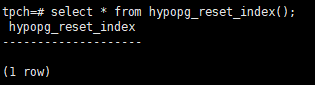 tpch=# select * from hypopg_reset_index();
 hypopg_reset_index
--------------------

(1 row)